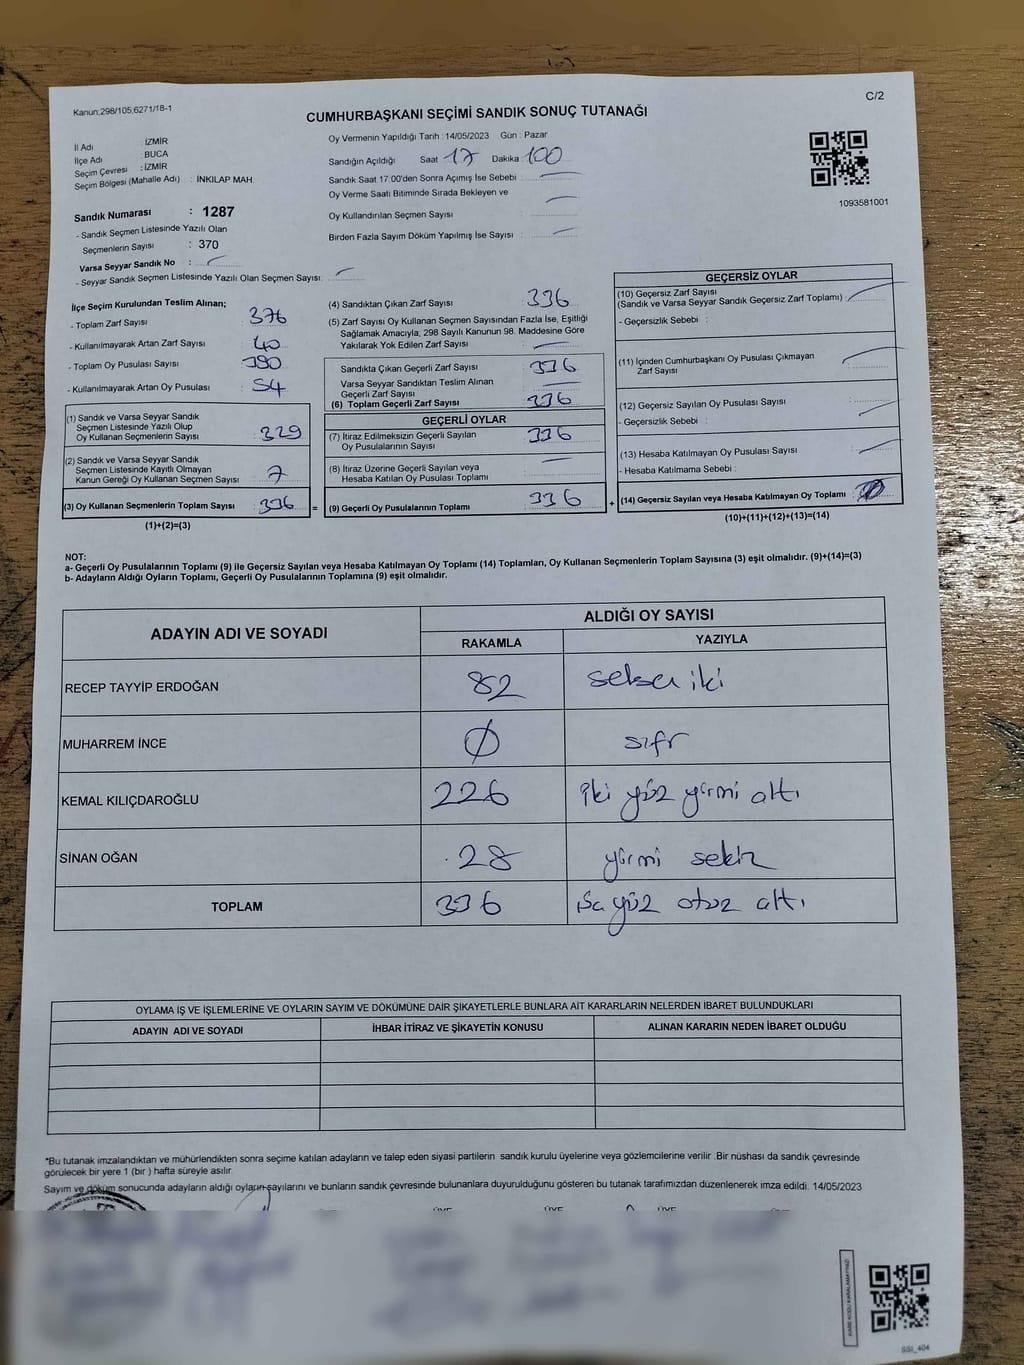 Kanun;298/105;6271/18-1
C/2
CUMHURBAŞKANI SEÇİMİ SANDIK SONUÇ TUTANAĞI
Oy Vermenin Yapıldığı Tarih : 14/05/2023 Gün : Pazar
İl Adı : İZMİR
İlçe Adı BUCA
Seçim Çevresi : İZMİR
Seçim Bölgesi (Mahalle Adı) : İNKILAP MAH.
Sandığın Açıldığı Saat 17 Dakika 100
Sandık Saat 17:00'den Sonra Açımış İse Sebebi :
Oy Verme Saati Bitiminde Sırada Bekleyen ve
Oy Kullandırılan Seçmen Sayısı
Birden Fazla Sayım Döküm Yapılmış İse Sayısı :
1093581001
Sandık Numarası : 1287
- Sandık Seçmen Listesinde Yazılı Olan
Seçmenlerin Sayısı : 370
Varsa Seyyar Sandık No :
- Seyyar Sandık Seçmen Listesinde Yazılı Olan Seçmen Sayısı:
İlçe Seçim Kurulundan Teslim Alınan;
- Toplam Zarf Sayısı 376
- Kullanılmayarak Artan Zarf Sayısı 40
- Toplam Oy Pusulası Sayısı 390
- Kullanılmayarak Artan Oy Pusulası 54
(1) Sandık ve Varsa Seyyar Sandık
Seçmen Listesinde Yazılı Olup
Oy Kullanan Seçmenlerin Sayısı : 329
(2) Sandık ve Varsa Seyyar Sandık
Seçmen Listesinde Kayıtlı Olmayan
Kanun Gereği Oy Kullanan Seçmen Sayısı : 7
(3) Oy Kullanan Seçmenlerin Toplam Sayısı : 336
(1)+(2)=(3)
=
(4) Sandıktan Çıkan Zarf Sayısı 336
(5) Zarf Sayısı Oy Kullanan Seçmen Sayısından Fazla İse, Eşitliği
Sağlamak Amacıyla, 298 Sayılı Kanunun 98. Maddesine Göre
Yakılarak Yok Edilen Zarf Sayısı
Sandıkta Çıkan Geçerli Zarf Sayısı : 336
Varsa Seyyar Sandıktan Teslim Alınan
Geçerli Zarf Sayısı
(6) Toplam Geçerli Zarf Sayısı 336
GEÇERLİ OYLAR
(7) İtiraz Edilmeksizin Geçerli Sayılan
Oy Pusulalarının Sayısı : 336
(8) İtiraz Üzerine Geçerli Sayılan veya
Hesaba Katılan Oy Pusulası Toplamı
(9) Geçerli Oy Pusulalarının Toplamı : 336
+
GEÇERSİZ OYLAR
(10) Geçersiz Zarf Sayısı
(Sandık ve Varsa Seyyar Sandık Geçersiz Zarf Toplamı)
- Geçersizlik Sebebi :
(11) İçinden Cumhurbaşkanı Oy Pusulası Çıkmayan
Zarf Sayısı
(12) Geçersiz Sayılan Oy Pusulası Sayısı
- Geçersizlik Sebebi :
(13) Hesaba Katılmayan Oy Pusulası Sayısı
- Hesaba Katılmama Sebebi :
(14) Geçersiz Sayılan veya Hesaba Katılmayan Oy Toplamı
(10)+(11)+(12)+(13)=(14)
NOT:
a- Geçerli Oy Pusulalarının Toplamı (9) ile Geçersiz Sayılan veya Hesaba Katılmayan Oy Toplamı (14) Toplamları, Oy Kullanan Seçmenlerin Toplam Sayısına (3) eşit olmalıdır. (9)+(14)=(3)
b- Adayların Aldığı Oyların Toplamı, Geçerli Oy Pusulalarının Toplamına (9) eşit olmalıdır.
ADAYIN ADI VE SOYADI
ALDIĞI OY SAYISI
RAKAMLA YAZIYLA
RECEP TAYYİP ERDOĞAN 82 seksen iki
MUHARREM İNCE 0 sıfır
KEMAL KILIÇDAROĞLU 226 iki yüz yirmi altı
SİNAN OĞAN 28 yirmi sekiz
TOPLAM 336 yüz otuz altı
OYLAMA İŞ VE İŞLEMLERİNE VE OYLARIN SAYIM VE DÖKÜMÜNE DAİR ŞİKAYETLERLE BUNLARA AİT KARARLARIN NELERDEN İBARET BULUNDUKLARI
ADAYIN ADI VE SOYADI İHBAR İTİRAZ VE ŞİKAYETİN KONUSU ALINAN KARARIN NEDEN İBARET OLDUĞU
*Bu tutanak imzalandıktan ve mühürlendikten sonra seçime katılan adayların ve talep eden siyasi partilerin sandık kurulu üyelerine veya gözlemcilerine verilir .Bir nüshası da sandık çevresinde
görülecek bir yere 1 (bir ) hafta süreyle asılır.
Sayım ve döküm sonucunda adayların aldığı oyların sayılarını ve bunların sandık çevresinde bulunanlara duyurulduğunu gösteren bu tutanak tarafımızdan düzenlenerek imza edildi. 14/05/2023
KARE KODU KARALAMAYINIZ!
SSI_404